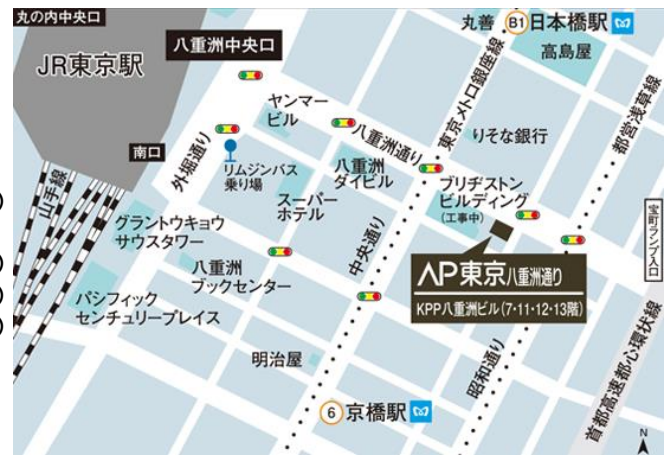 丸の内中央口
JR東京駅
八重洲中央口
丸善
B1
日本橋駅
高島屋
ヤンマー
ビル
八重洲通り
東京メトロ銀座線
りそな銀行
都営浅草線
南口
外堀通り
リムジンバス
乗り場
八重洲
ダイビル
ブリヂストン
ビルディング
(工事中)
山手線
スーパー
ホテル
グラントウキョウ
サウスタワー
中央通り
宝町ランプ入口
八重洲
ブックセンター
AP東京八重洲通り
KPP八重洲ビル(7・11・12・13階)
パシフィック
センチュリープレイス
明治屋
昭和通り
首都高速都心環状線
6
京橋駅
N
)
)
)
)